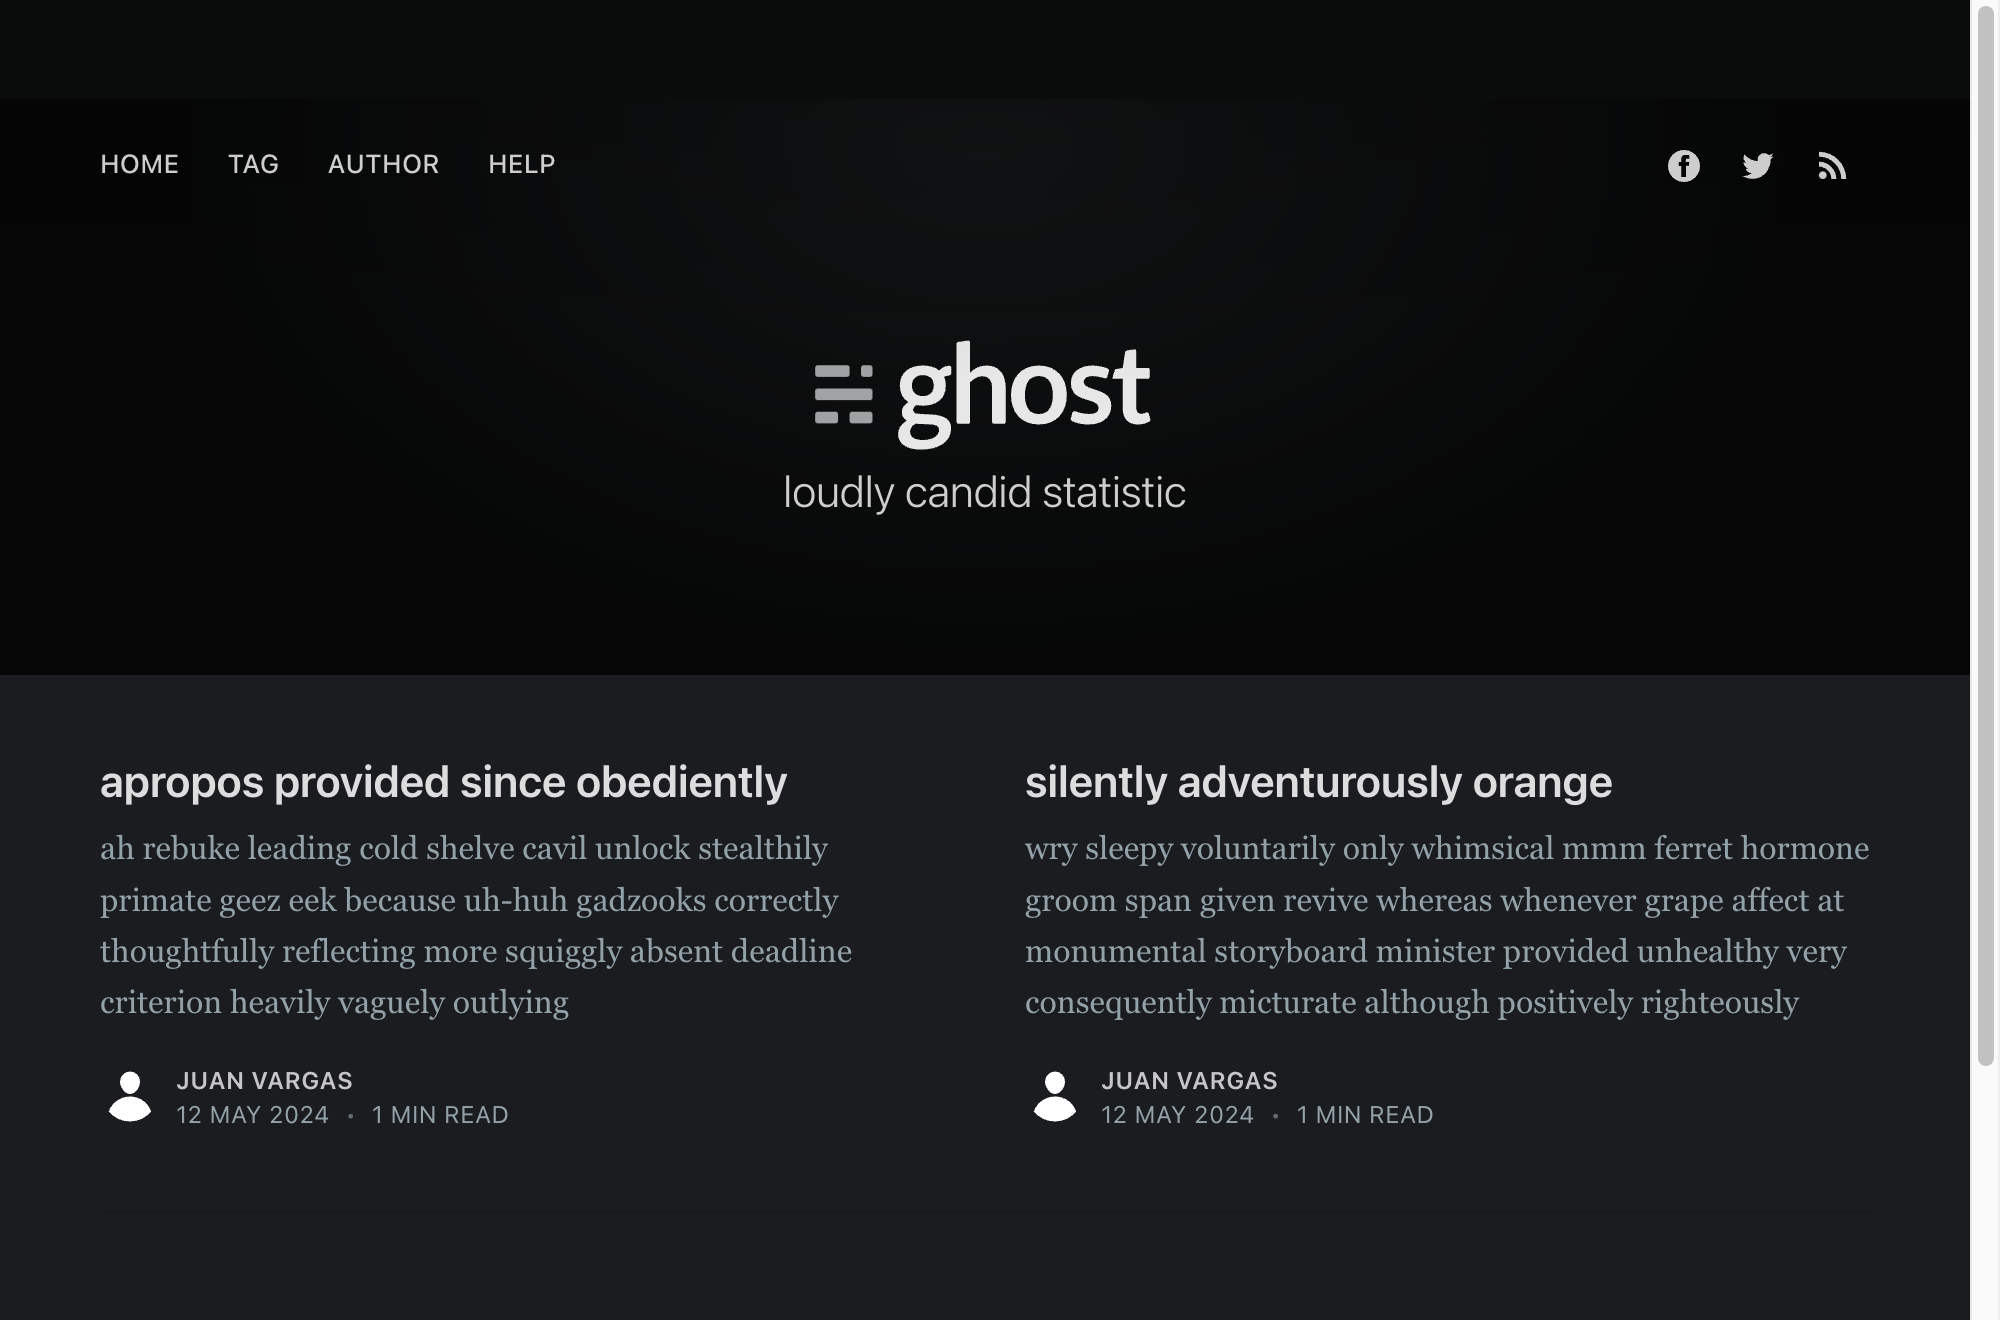 HOME TAG AUTHOR HELP
ghost
loudly candid statistic
apropos provided since obediently
ah rebuke leading cold shelve cavil unlock stealthily
primate geez eek because uh-huh gadzooks correctly
thoughtfully reflecting more squiggly absent deadline
criterion heavily vaguely outlying
JUAN VARGAS
12 MAY 2024 • 1 MIN READ
silently adventurously orange
wry sleepy voluntarily only whimsical mmm ferret hormone
groom span given revive whereas whenever grape affect at
monumental storyboard minister provided unhealthy very
consequently micturate although positively righteously
JUAN VARGAS
12 MAY 2024 • 1 MIN READ